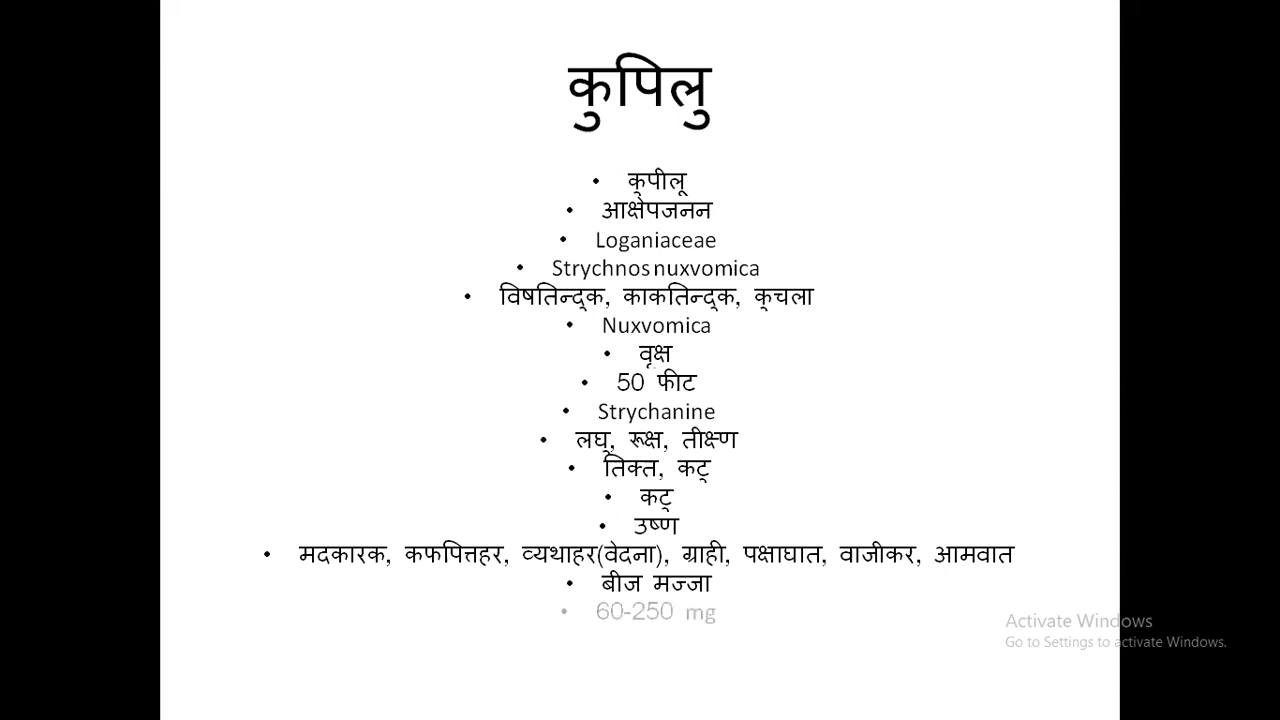 कुपिलु
• कुपीलू
• आक्षेपजनन
• Loganiaceae
• Strychnos nuxvomica
• विषतिन्दुक, काकतिन्दुक, कुचला
• Nuxvomica
• वृक्ष
• 50 फीट
• Strychanine
• लघु, रूक्ष, तीक्ष्ण
• तिक्त, कटु
• कटु
• उष्ण
• मदकारक, कफपित्तहर, व्यथाहर(वेदना), ग्राही, पक्षाघात, वाजीकर, आमवात
• बीज मज्जा
• 60-250 mg
Activate Windows
Go to Settings to activate Windows.